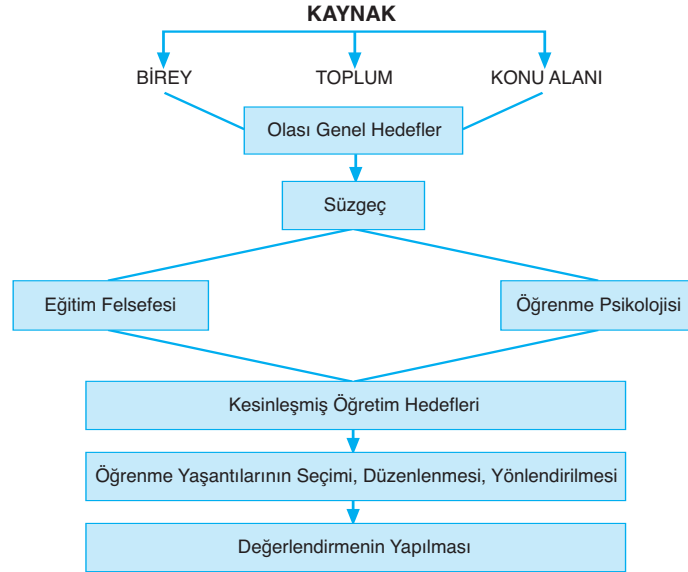 KAYNAK
BİREY
TOPLUM
KONU ALANI
Olası Genel Hedefler
Süzgeç
Eğitim Felsefesi
Öğrenme Psikolojisi
Kesinleşmiş Öğretim Hedefleri
Öğrenme Yaşantılarının Seçimi, Düzenlenmesi, Yönlendirilmesi
Değerlendirmenin Yapılması